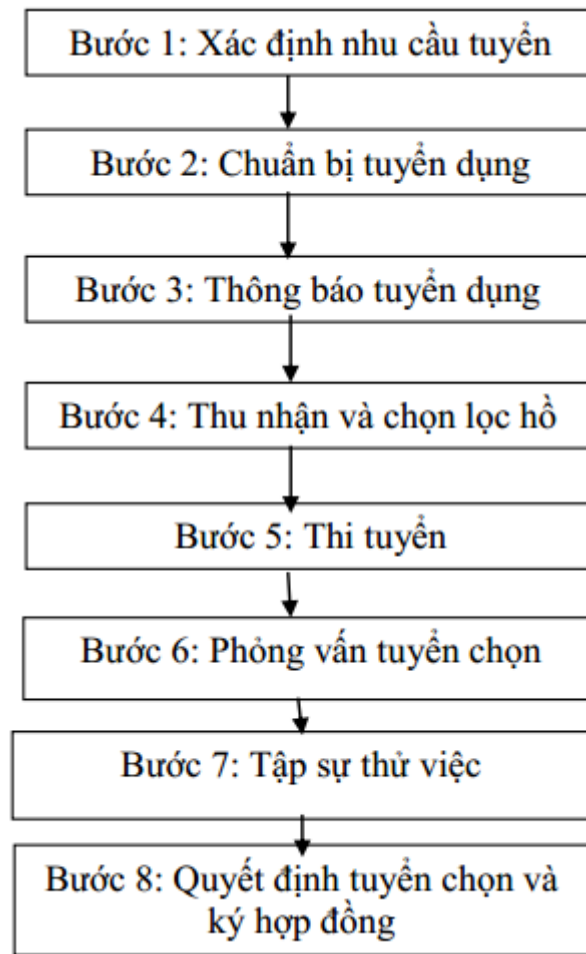 Bước 1: Xác định nhu cầu tuyển
Bước 2: Chuẩn bị tuyển dụng
Bước 3: Thông báo tuyển dụng
Bước 4: Thu nhận và chọn lọc hồ
Bước 5: Thi tuyển
Bước 6: Phỏng vấn tuyển chọn
Bước 7: Tập sự thử việc
Bước 8: Quyết định tuyển chọn và
ký hợp đồng